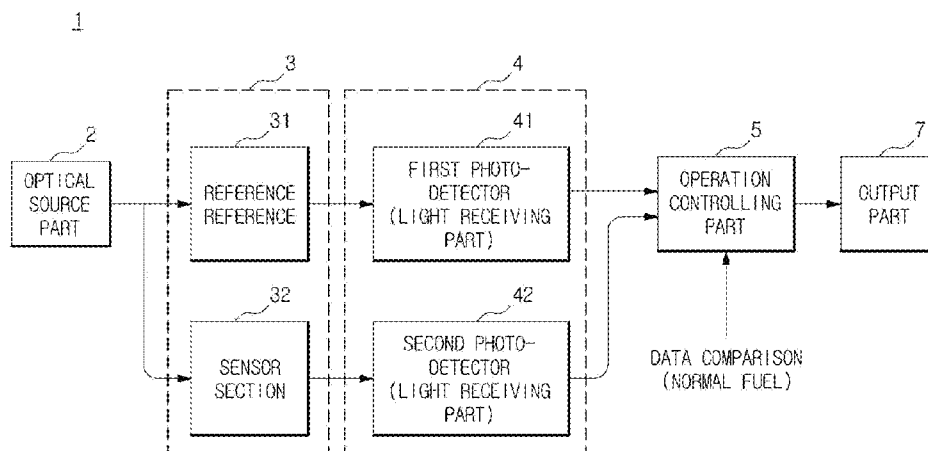 1
3
4
2
31
41
5
7
OPTICAL
SOURCE
PART
REFERENCE
REFERENCE
FIRST PHOTO-
DETECTOR
(LIGHT RECEIVING
PART)
OPERATION
CONTROLLING
PART
OUTPUT
PART
32
42
SENSOR
SECTION
SECOND PHOTO-
DETECTOR
(LIGHT RECEIVING
PART)
DATA COMPARISON
(NORMAL FUEL)